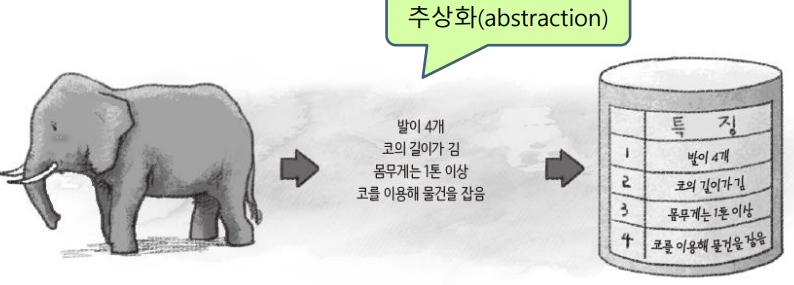 추상화(abstraction)
발이 4개
코의 길이가 김
몸무게는 1톤 이상
코를 이용해 물건을 잡음
특 징
1 발이 4개
2 코의 길이가 김
3 몸무게는 1톤 이상
4 코를 이용해 물건을 잡음